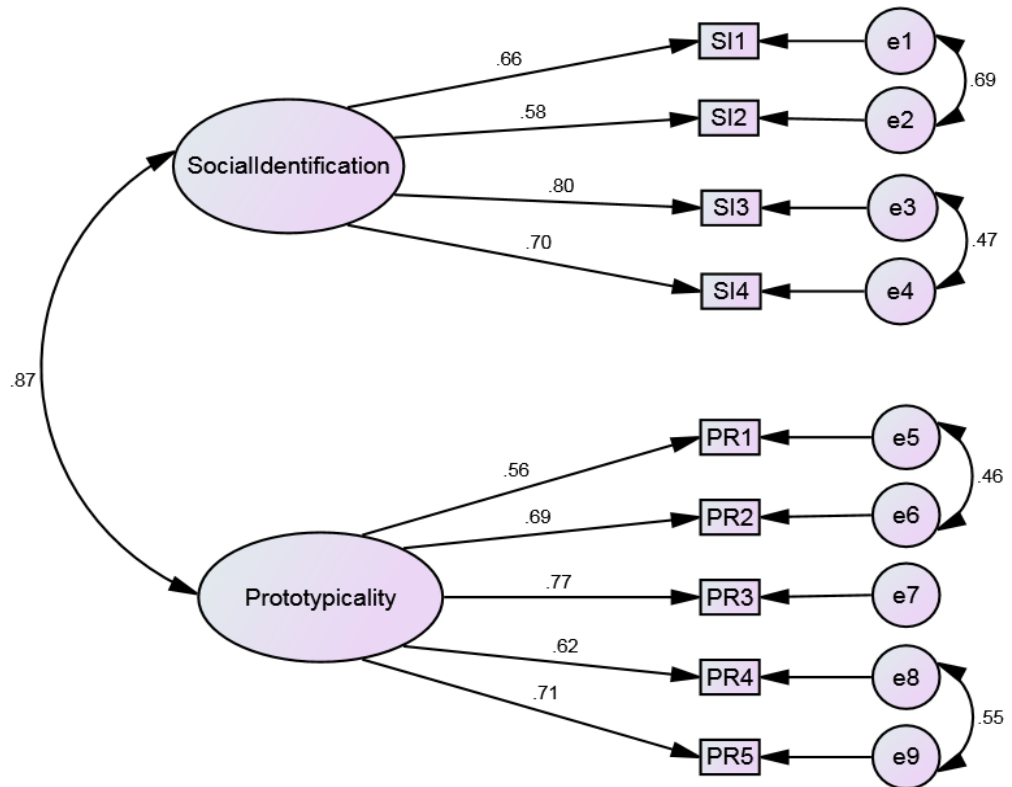 .66
SI1
e1
.69
.58
SI2
e2
SocialIdentification
.80
SI3
e3
.47
.70
SI4
e4
.87
.56
PR1
e5
.46
.69
PR2
e6
Prototypicality
.77
PR3
e7
.62
PR4
e8
.55
.71
PR5
e9